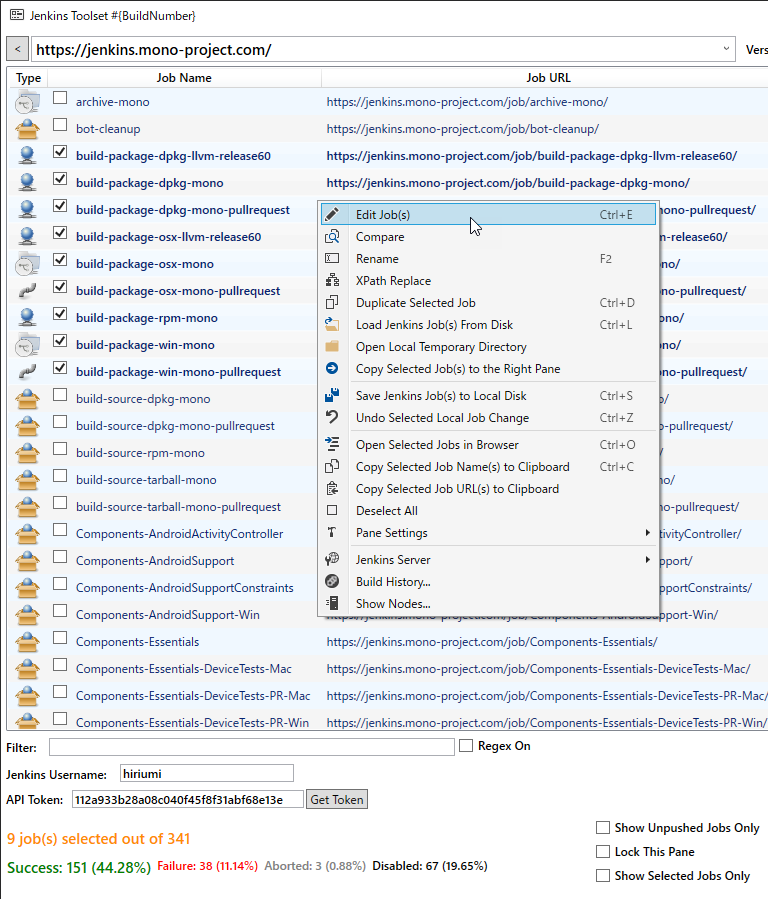 Jenkins Toolset #{BuildNumber}
< https://jenkins.mono-project.com/ Vers
Type Job Name Job URL
archive-mono https://jenkins.mono-project.com/job/archive-mono/
bot-cleanup https://jenkins.mono-project.com/job/bot-cleanup/
build-package-dpkg-llvm-release60 https://jenkins.mono-project.com/job/build-package-dpkg-llvm-release60/
build-package-dpkg-mono https://jenkins.mono-project.com/job/build-package-dpkg-mono/
build-package-dpkg-mono-pullrequest -mono-pullrequest/
build-package-osx-llvm-release60 m-release60/
build-package-osx-mono no/
build-package-osx-mono-pullrequest no-pullrequest/
build-package-rpm-mono no/
build-package-win-mono no/
build-package-win-mono-pullrequest no-pullrequest/
build-source-dpkg-mono o/
build-source-dpkg-mono-pullrequest -pullrequest/
build-source-rpm-mono /
build-source-tarball-mono no/
build-source-tarball-mono-pullrequest no-pullrequest/
Components-AndroidActivityController tivityController/
Components-AndroidSupport pport/
Components-AndroidSupportConstraints pportConstraints/
Components-AndroidSupport-Win https://jenkins.mono-project.com/job/Components-AndroidSupport-Win/
Components-Essentials https://jenkins.mono-project.com/job/Components-Essentials/
Components-Essentials-DeviceTests-Mac https://jenkins.mono-project.com/job/Components-Essentials-DeviceTests-Mac/
Components-Essentials-DeviceTests-PR-Mac https://jenkins.mono-project.com/job/Components-Essentials-DeviceTests-PR-Mac/
Components-Essentials-DeviceTests-PR-Win https://jenkins.mono-project.com/job/Components-Essentials-DeviceTests-PR-Win/
Edit Job(s) Ctrl+E
Compare
Rename F2
XPath Replace
Duplicate Selected Job Ctrl+D
Load Jenkins Job(s) From Disk Ctrl+L
Open Local Temporary Directory
Copy Selected Job(s) to the Right Pane
Save Jenkins Job(s) to Local Disk Ctrl+S
Undo Selected Local Job Change Ctrl+Z
Open Selected Jobs in Browser Ctrl+O
Copy Selected Job Name(s) to Clipboard Ctrl+C
Copy Selected Job URL(s) to Clipboard
Deselect All
Pane Settings
Jenkins Server
Build History...
Show Nodes...
Filter: Regex On
Jenkins Username: hiriumi
API Token: 112a933b28a08c040f45f8f31abf68e13e Get Token
9 job(s) selected out of 341
Success: 151 (44.28%) Failure: 38 (11.14%) Aborted: 3 (0.88%) Disabled: 67 (19.65%)
Show Unpushed Jobs Only
Lock This Pane
Show Selected Jobs Only